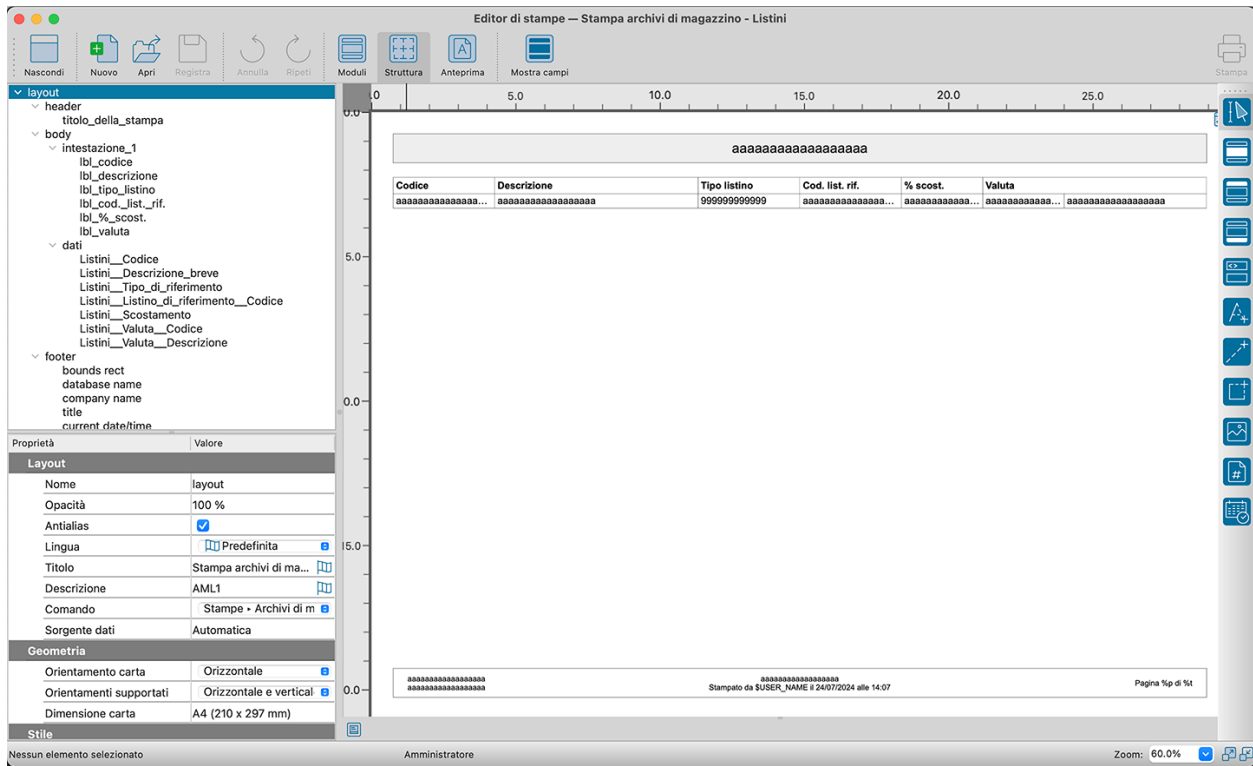 Editor di stampe — Stampa archivi di magazzino - Listini
Nascondi Nuovo Apri Registra Annulla Ripeti Moduli Struttura Anteprima Mostra campi Stampa
layout
header
titolo_della_stampa
body
intestazione_1
lbl_codice
lbl_descrizione
lbl_tipo_listino
lbl_cod._list._rif.
lbl_%_scost.
lbl_valuta
dati
Listini__Codice
Listini__Descrizione_breve
Listini__Tipo_di_riferimento
Listini__Listino_di_riferimento__Codice
Listini__Scostamento
Listini__Valuta__Codice
Listini__Valuta__Descrizione
footer
bounds rect
database name
company name
title
current date/time
Proprietà Valore
Layout
Nome layout
Opacità 100 %
Antialias
Lingua Predefinita
Titolo Stampa archivi di ma...
Descrizione AML1
Comando Stampe ▸ Archivi di m
Sorgente dati Automatica
Geometria
Orientamento carta Orizzontale
Orientamenti supportati Orizzontale e vertical
Dimensione carta A4 (210 x 297 mm)
Stile
.0 5.0 10.0 15.0 20.0 25.0
0.0
5.0
0.0
15.0
0.0
aaaaaaaaaaaaaaaaaa
Codice Descrizione Tipo listino Cod. list. rif. % scost. Valuta
aaaaaaaaaaaaaaa... aaaaaaaaaaaaaaaaaa 999999999999 aaaaaaaaaaaaaaa... aaaaaaaaaaaa... aaaaaaaaaaaa... aaaaaaaaaaaaaaaaaa
aaaaaaaaaaaaaaaaaa aaaaaaaaaaaaaaaaaa
aaaaaaaaaaaaaaaaaa Stampato da $USER_NAME il 24/07/2024 alle 14:07 Pagina %p di %t
Nessun elemento selezionato Amministratore Zoom: 60.0%